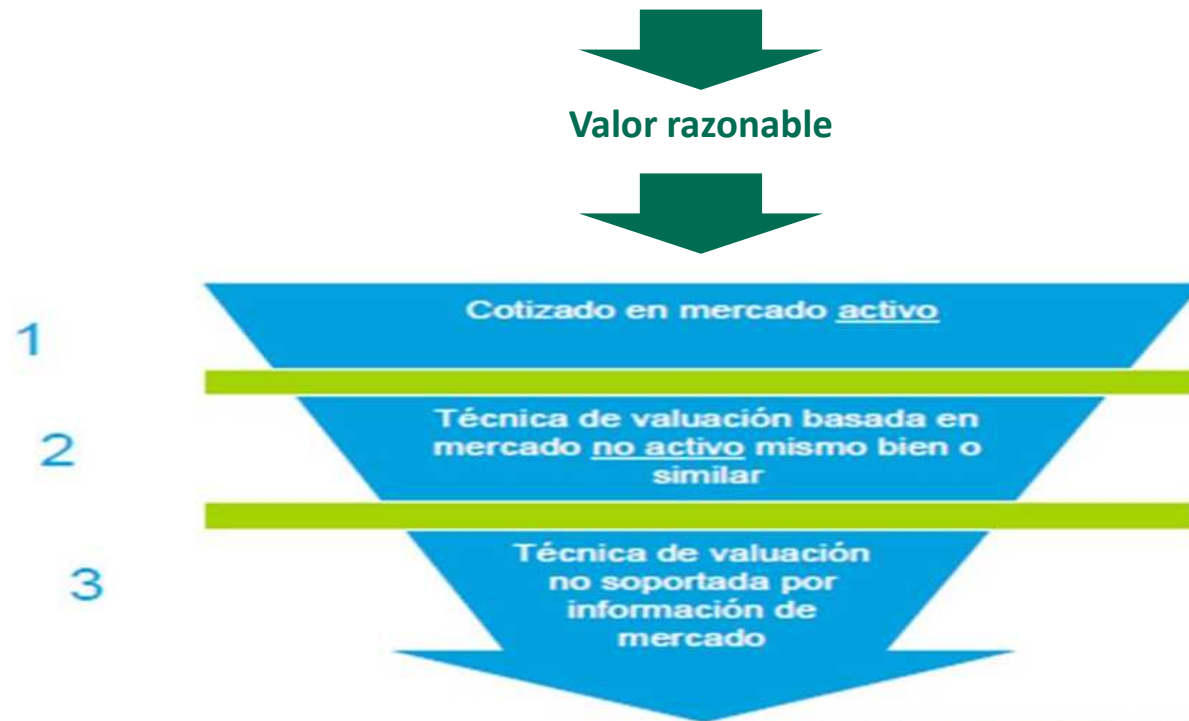 Valor razonable
1
Cotizado en mercado activo
2
Técnica de valuación basada en
mercado no activo mismo bien o
similar
3
Técnica de valuación
no soportada por
información de
mercado